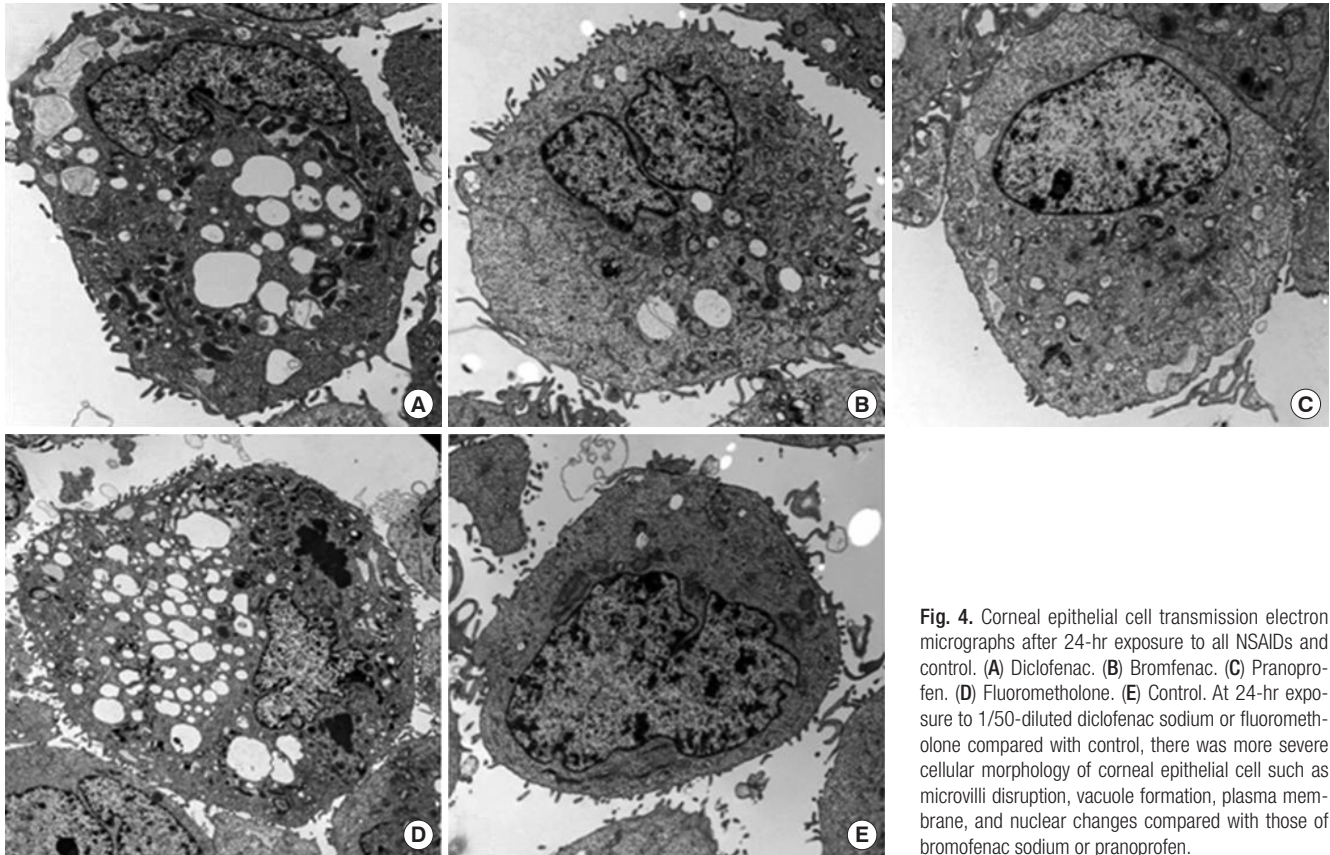 A
B
C
D
E
Fig. 4. Corneal epithelial cell transmission electron
micrographs after 24-hr exposure to all NSAIDs and
control. (A) Diclofenac. (B) Bromfenac. (C) Pranopro-
fen. (D) Fluorometholone. (E) Control. At 24-hr expo-
sure to 1/50-diluted diclofenac sodium or fluorometh-
olone compared with control, there was more severe
cellular morphology of corneal epithelial cell such as
microvilli disruption, vacuole formation, plasma mem-
brane, and nuclear changes compared with those of
bromofenac sodium or pranoprofen.